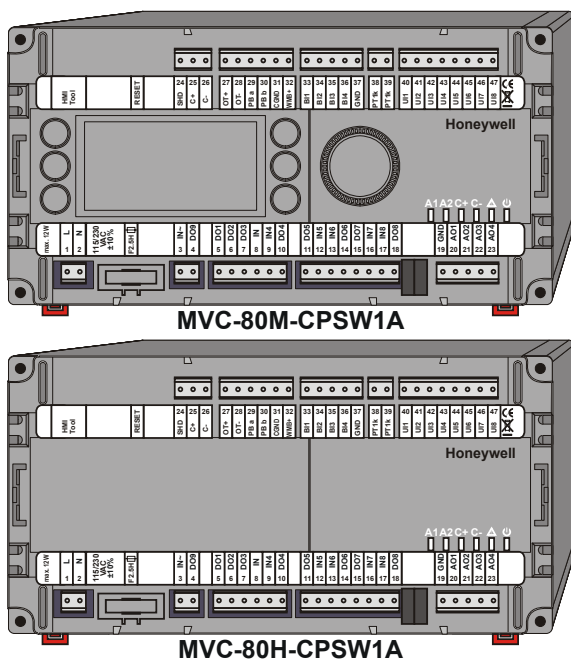 HMI Tool RESET 24 SHD 25 C+ 26 C- 27 OT+ 28 OT- 29 PB a 30 PB b 31 CGND 32 WMB+ 33 BI1 34 BI2 35 BI3 36 BI4 37 GND 38 PT1k 39 PT1k 40 UI1 41 UI2 42 UI3 43 UI4 44 UI5 45 UI6 46 UI7 47 UI8 CE
Honeywell
A1 A2 C+ C-
max. 12W L 1 N 2 115/230 VAC ±10% F2.5H IN~ 3 DO9 4 DO1 5 DO2 6 DO3 7 IN 8 IN4 9 DO4 10 DO5 11 IN5 12 IN6 13 DO6 14 DO7 15 IN7 16 IN8 17 DO8 18 GND 19 AO1 20 AO2 21 AO3 22 AO4 23
MVC-80M-CPSW1A
HMI Tool RESET 24 SHD 25 C+ 26 C- 27 OT+ 28 OT- 29 PB a 30 PB b 31 CGND 32 WMB+ 33 BI1 34 BI2 35 BI3 36 BI4 37 GND 38 PT1k 39 PT1k 40 UI1 41 UI2 42 UI3 43 UI4 44 UI5 45 UI6 46 UI7 47 UI8 CE
Honeywell
A1 A2 C+ C-
max. 12W L 1 N 2 115/230 VAC ±10% F2.5H IN~ 3 DO9 4 DO1 5 DO2 6 DO3 7 IN 8 IN4 9 DO4 10 DO5 11 IN5 12 IN6 13 DO6 14 DO7 15 IN7 16 IN8 17 DO8 18 GND 19 AO1 20 AO2 21 AO3 22 AO4 23
MVC-80H-CPSW1A